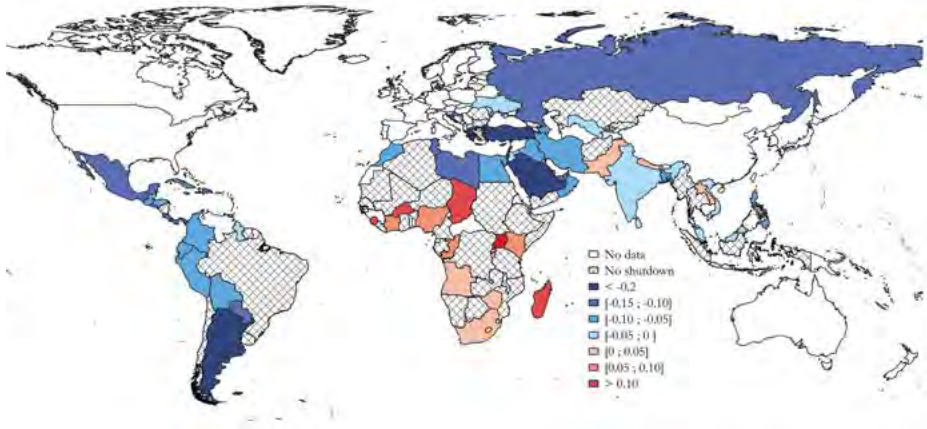 No data
No shutdown
< -0.2
[-0.15 ; -0.10]
[-0.10 ; -0.05]
[-0.05 ; 0 ]
[0 ; 0.05]
[0.05 ; 0.10]
> 0.10